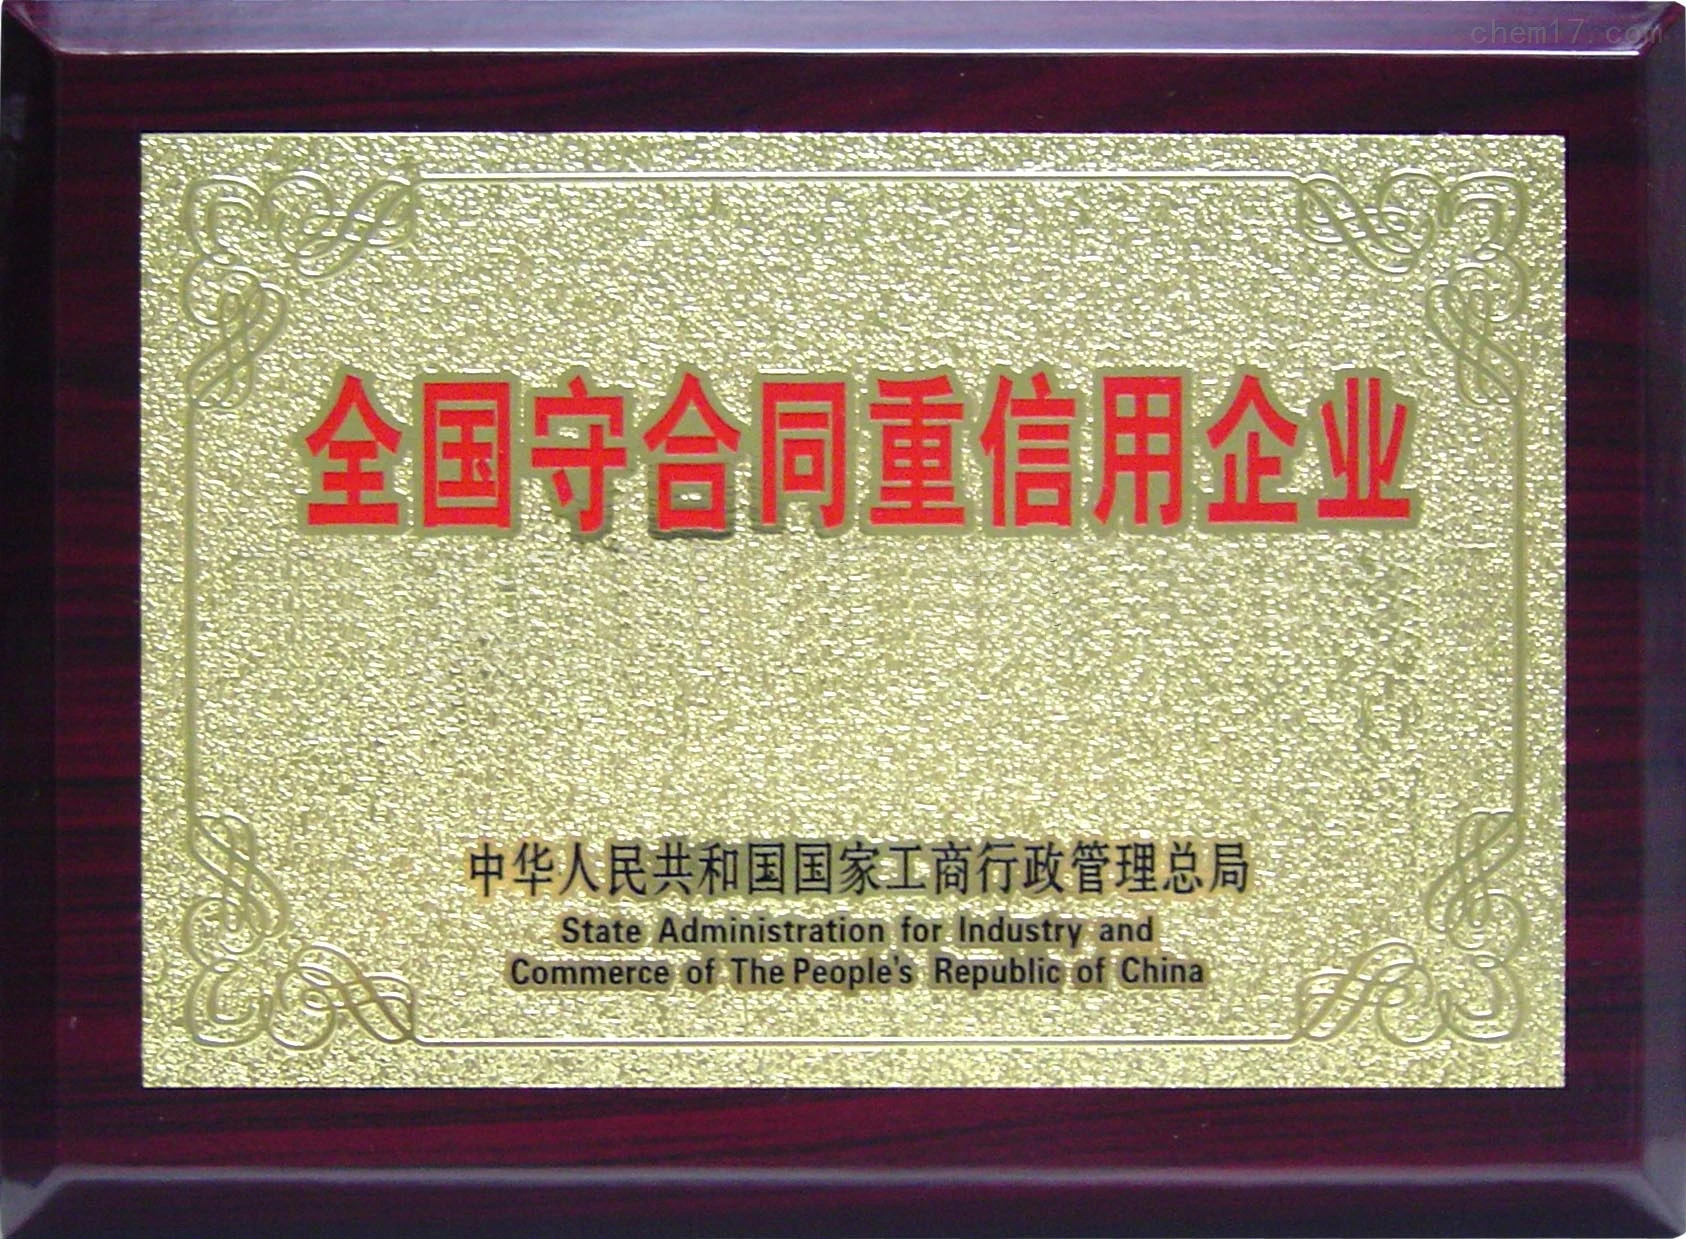 chem17.com
全国守合同重信用企业
中华人民共和国国家工商行政管理总局
State Administration for Industry and
Commerce of The People's Republic of China